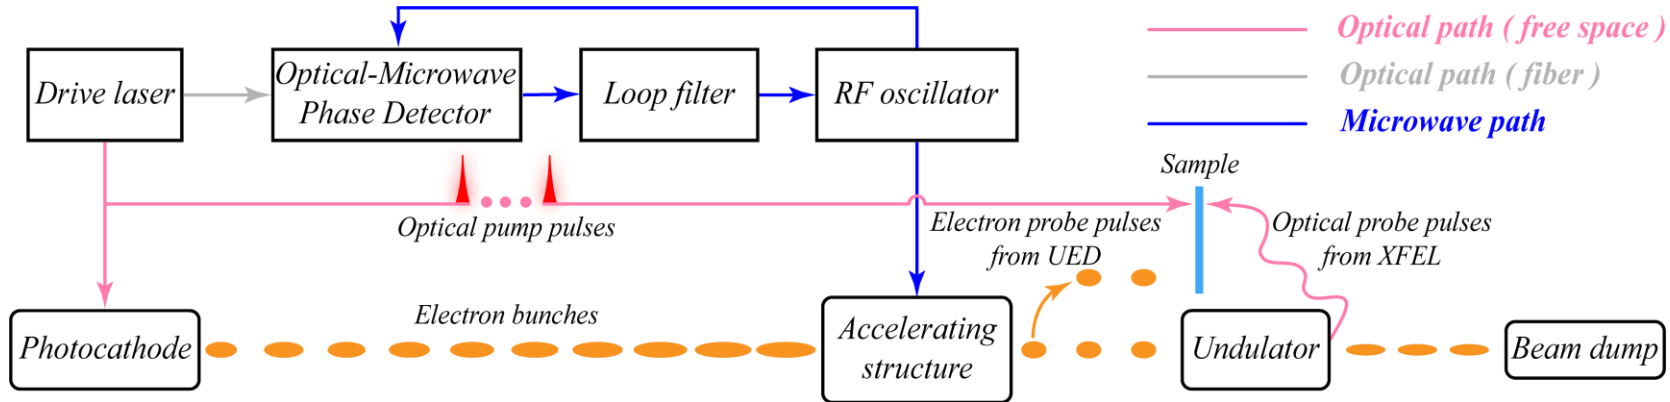 Optical path ( free space )
Drive laser
Optical-Microwave
Phase Detector
Loop filter
RF oscillator
Optical path ( fiber )
Microwave path
Sample
Optical pump pulses
Electron probe pulses
from UED
Optical probe pulses
from XFEL
Photocathode
Electron bunches
Accelerating
structure
Undulator
Beam dump